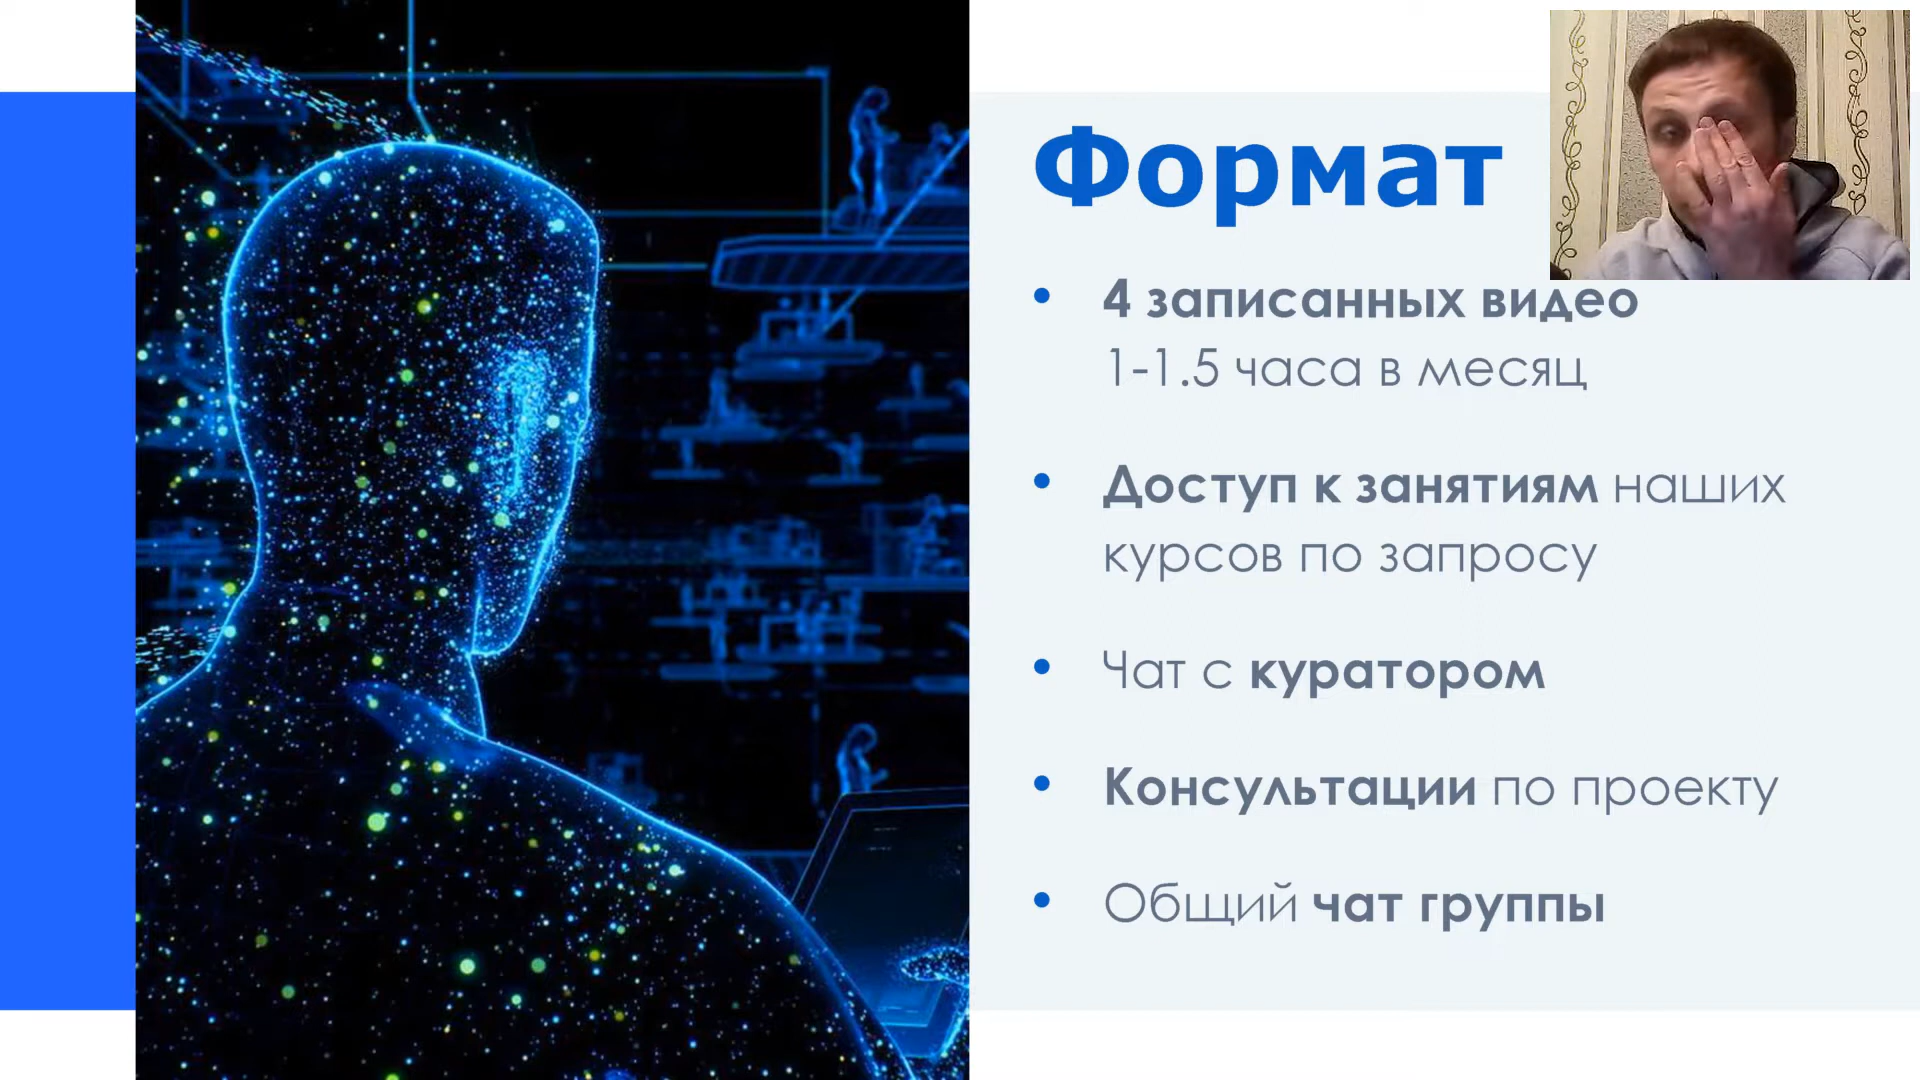 Формат
4 записанных видео
1-1.5 часа в месяц
Доступ к занятиям наших
курсов по запросу
Чат с куратором
Консультации по проекту
Общий чат группы